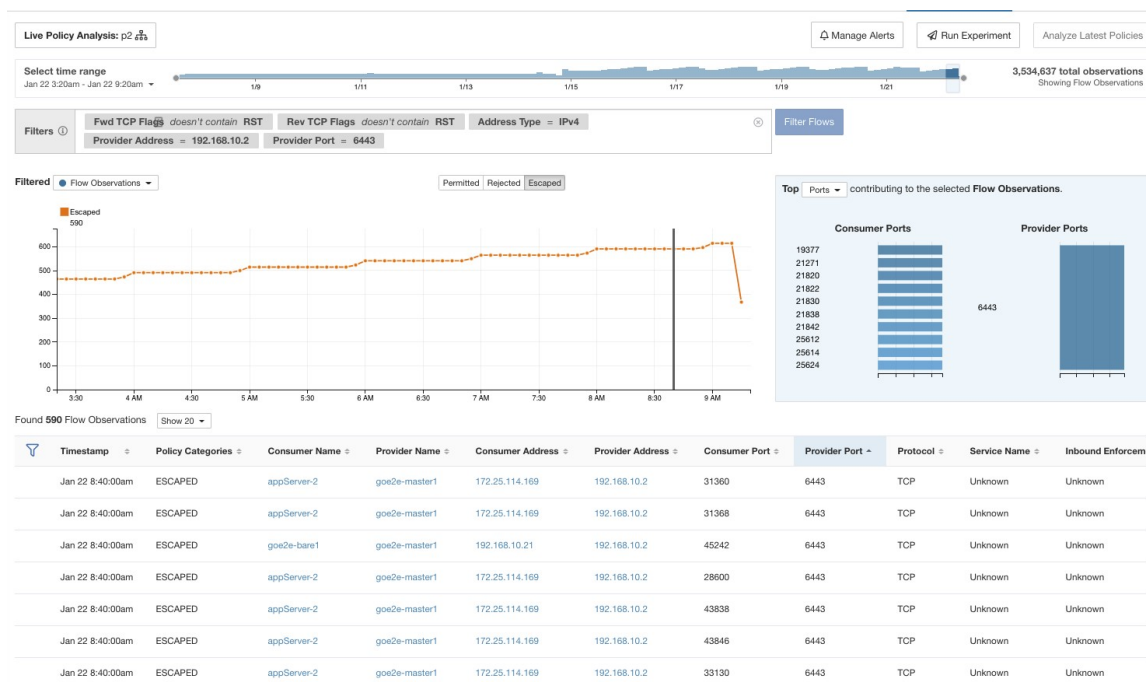 Live Policy Analysis: p2
Manage Alerts
Run Experiment
Analyze Latest Policies
Select time range
Jan 22 3:20am - Jan 22 9:20am
1/9 1/11 1/13 1/15 1/17 1/19 1/21
3,534,637 total observations
Showing Flow Observations
Filters
Fwd TCP Flags doesn't contain RST Rev TCP Flags doesn't contain RST Address Type = IPv4
Provider Address = 192.168.10.2 Provider Port = 6443
Filter Flows
Filtered Flow Observations
Permitted Rejected Escaped
Escaped
590
600
500
400
300
200
100
0
3:30 4 AM 4:30 5 AM 5:30 6 AM 6:30 7 AM 7:30 8 AM 8:30 9 AM
Top Ports contributing to the selected Flow Observations.
Consumer Ports Provider Ports
19377
21271
21820
21822
21830
21838
21842
25612
25614
25624
6443
Found 590 Flow Observations Show 20
Timestamp Policy Categories Consumer Name Provider Name Consumer Address Provider Address Consumer Port Provider Port Protocol Service Name Inbound Enforcem
Jan 22 8:40:00am ESCAPED appServer-2 goe2e-master1 172.25.114.169 192.168.10.2 31360 6443 TCP Unknown Unknown
Jan 22 8:40:00am ESCAPED appServer-2 goe2e-master1 172.25.114.169 192.168.10.2 31368 6443 TCP Unknown Unknown
Jan 22 8:40:00am ESCAPED goe2e-bare1 goe2e-master1 192.168.10.21 192.168.10.2 45242 6443 TCP Unknown Unknown
Jan 22 8:40:00am ESCAPED appServer-2 goe2e-master1 172.25.114.169 192.168.10.2 28600 6443 TCP Unknown Unknown
Jan 22 8:40:00am ESCAPED appServer-2 goe2e-master1 172.25.114.169 192.168.10.2 43838 6443 TCP Unknown Unknown
Jan 22 8:40:00am ESCAPED appServer-2 goe2e-master1 172.25.114.169 192.168.10.2 43846 6443 TCP Unknown Unknown
Jan 22 8:40:00am ESCAPED appServer-2 goe2e-master1 172.25.114.169 192.168.10.2 33130 6443 TCP Unknown Unknown